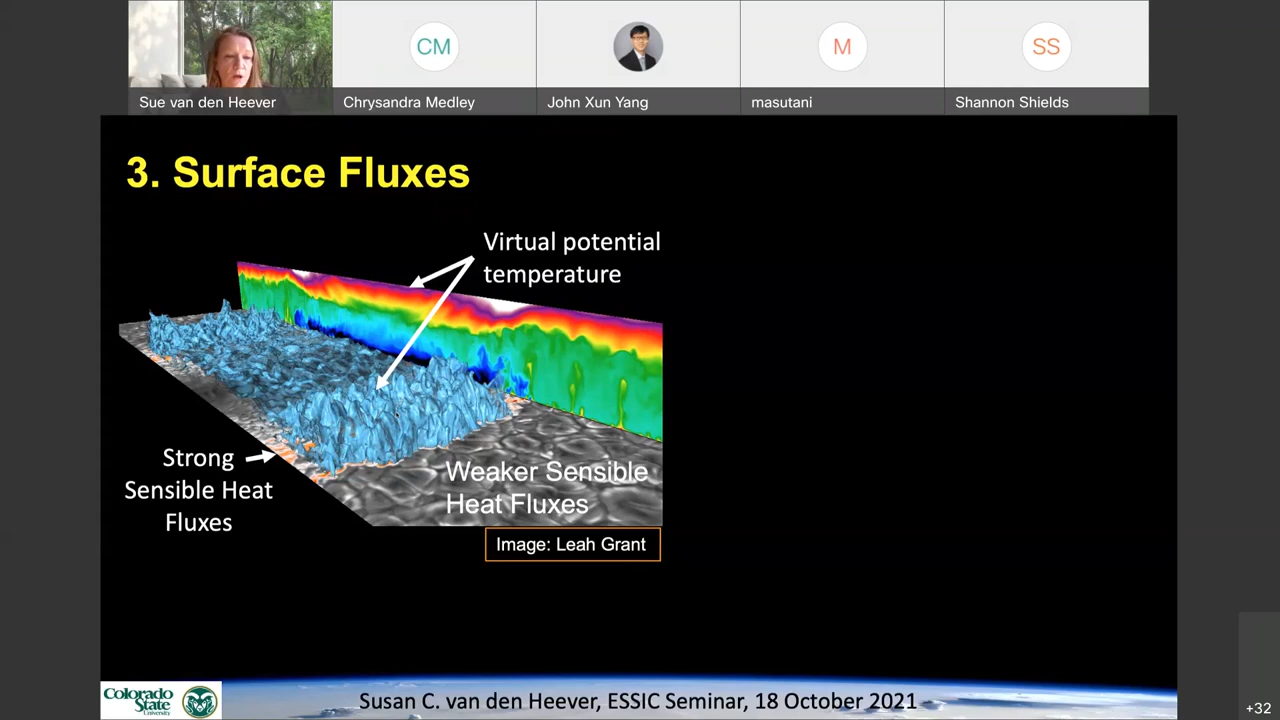 CM
M
SS
Sue van den Heever
Chrysandra Medley
John Xun Yang
masutani
Shannon Shields
3. Surface Fluxes
Virtual potential
temperature
Strong
Sensible Heat
Fluxes
Weaker Sensible
Heat Fluxes
Image: Leah Grant
Colorado
State
University
Susan C. van den Heever, ESSIC Seminar, 18 October 2021
+32